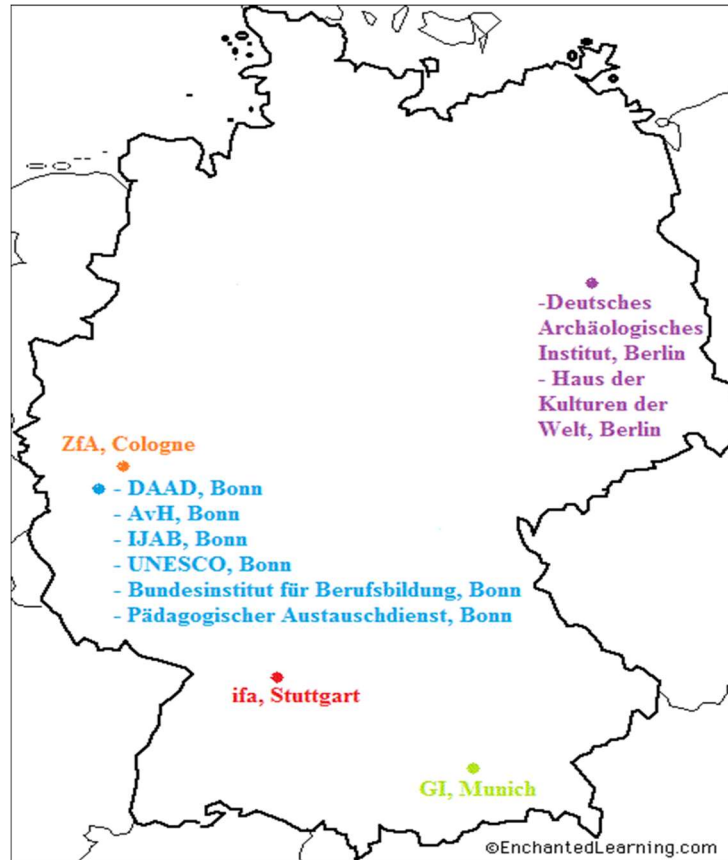 -Deutsches
Archäologisches
Institut, Berlin
- Haus der
Kulturen der
Welt, Berlin
ZfA, Cologne
- DAAD, Bonn
- AvH, Bonn
- IJAB, Bonn
- UNESCO, Bonn
- Bundesinstitut für Berufsbildung, Bonn
- Pädagogischer Austauschdienst, Bonn
ifa, Stuttgart
GI, Munich
©EnchantedLearning.com